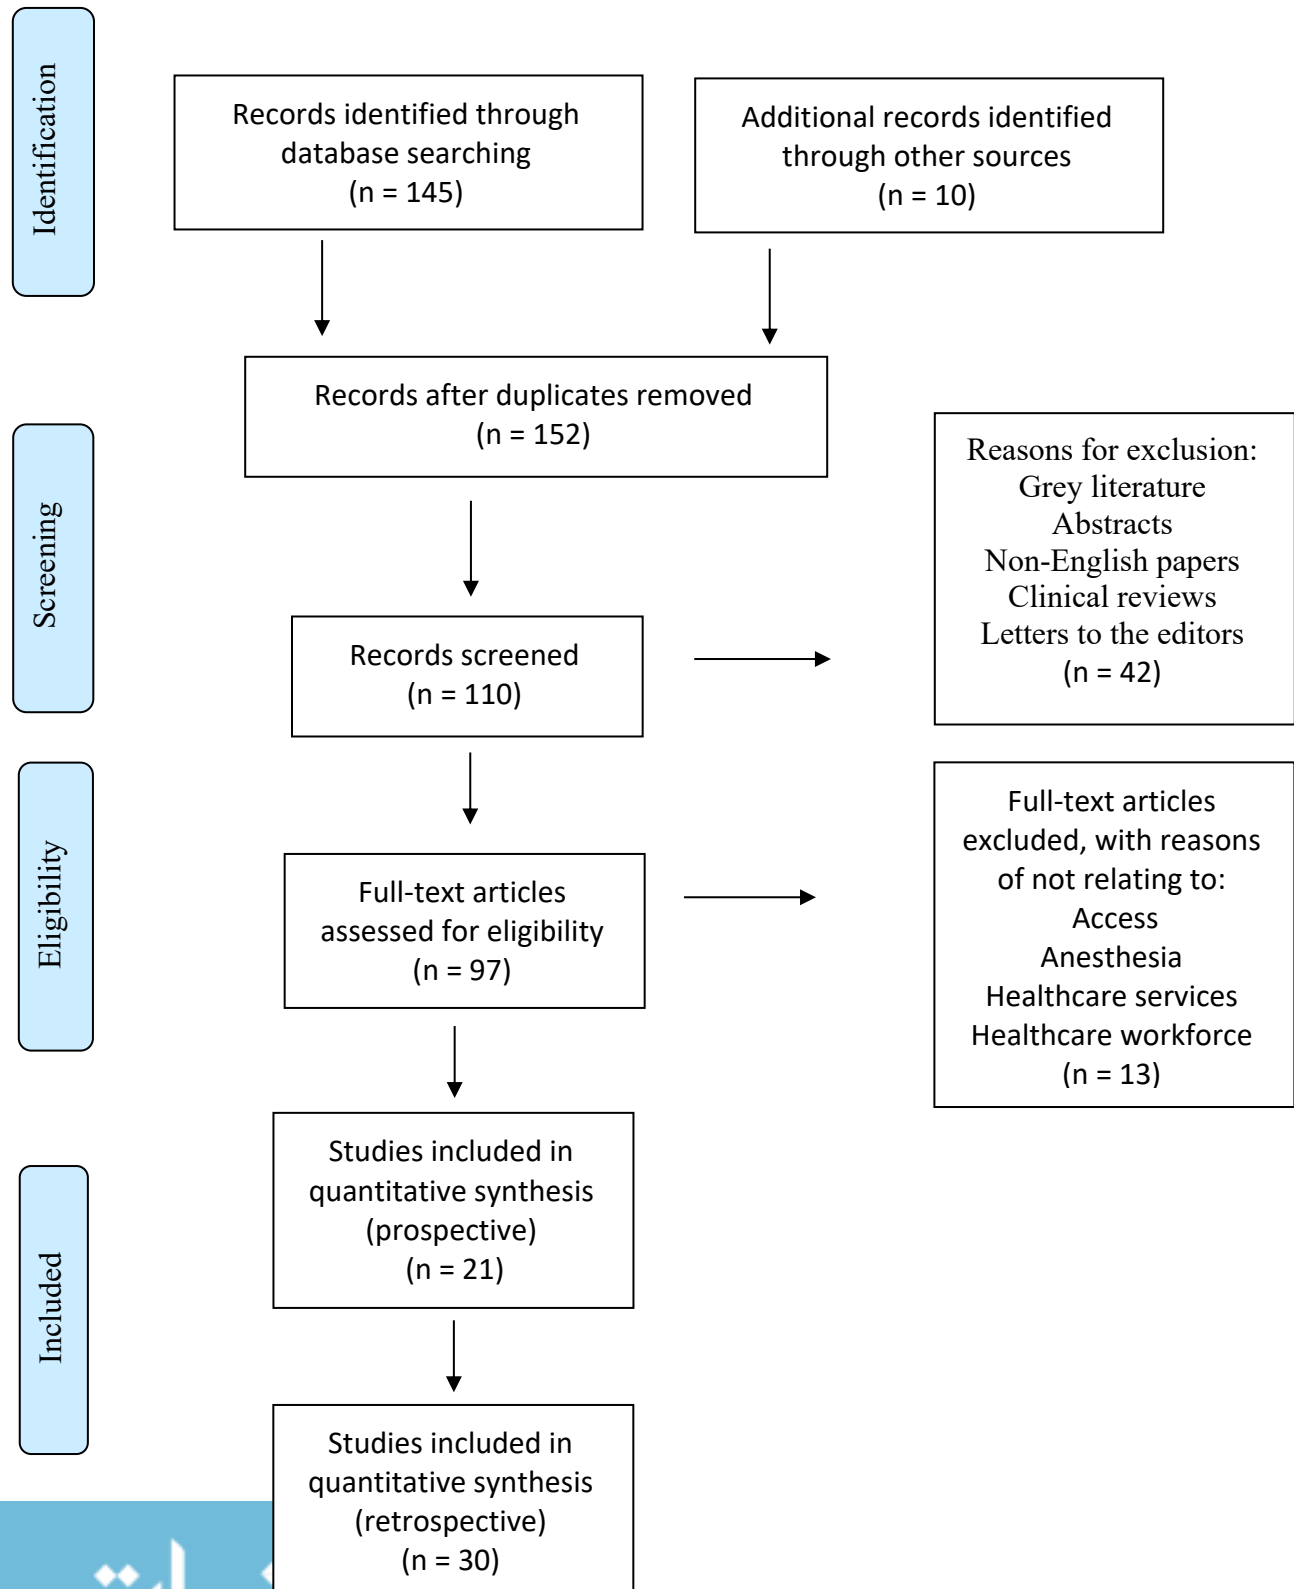 Identification
Records identified through
database searching
(n = 145)
Additional records identified
through other sources
(n = 10)
Records after duplicates removed
(n = 152)
Screening
Records screened
(n = 110)
Reasons for exclusion:
Grey literature
Abstracts
Non-English papers
Clinical reviews
Letters to the editors
(n = 42)
Eligibility
Full-text articles
assessed for eligibility
(n = 97)
Full-text articles
excluded, with reasons
of not relating to:
Access
Anesthesia
Healthcare services
Healthcare workforce
(n = 13)
Included
Studies included in
quantitative synthesis
(prospective)
(n = 21)
Studies included in
quantitative synthesis
(retrospective)
(n = 30)